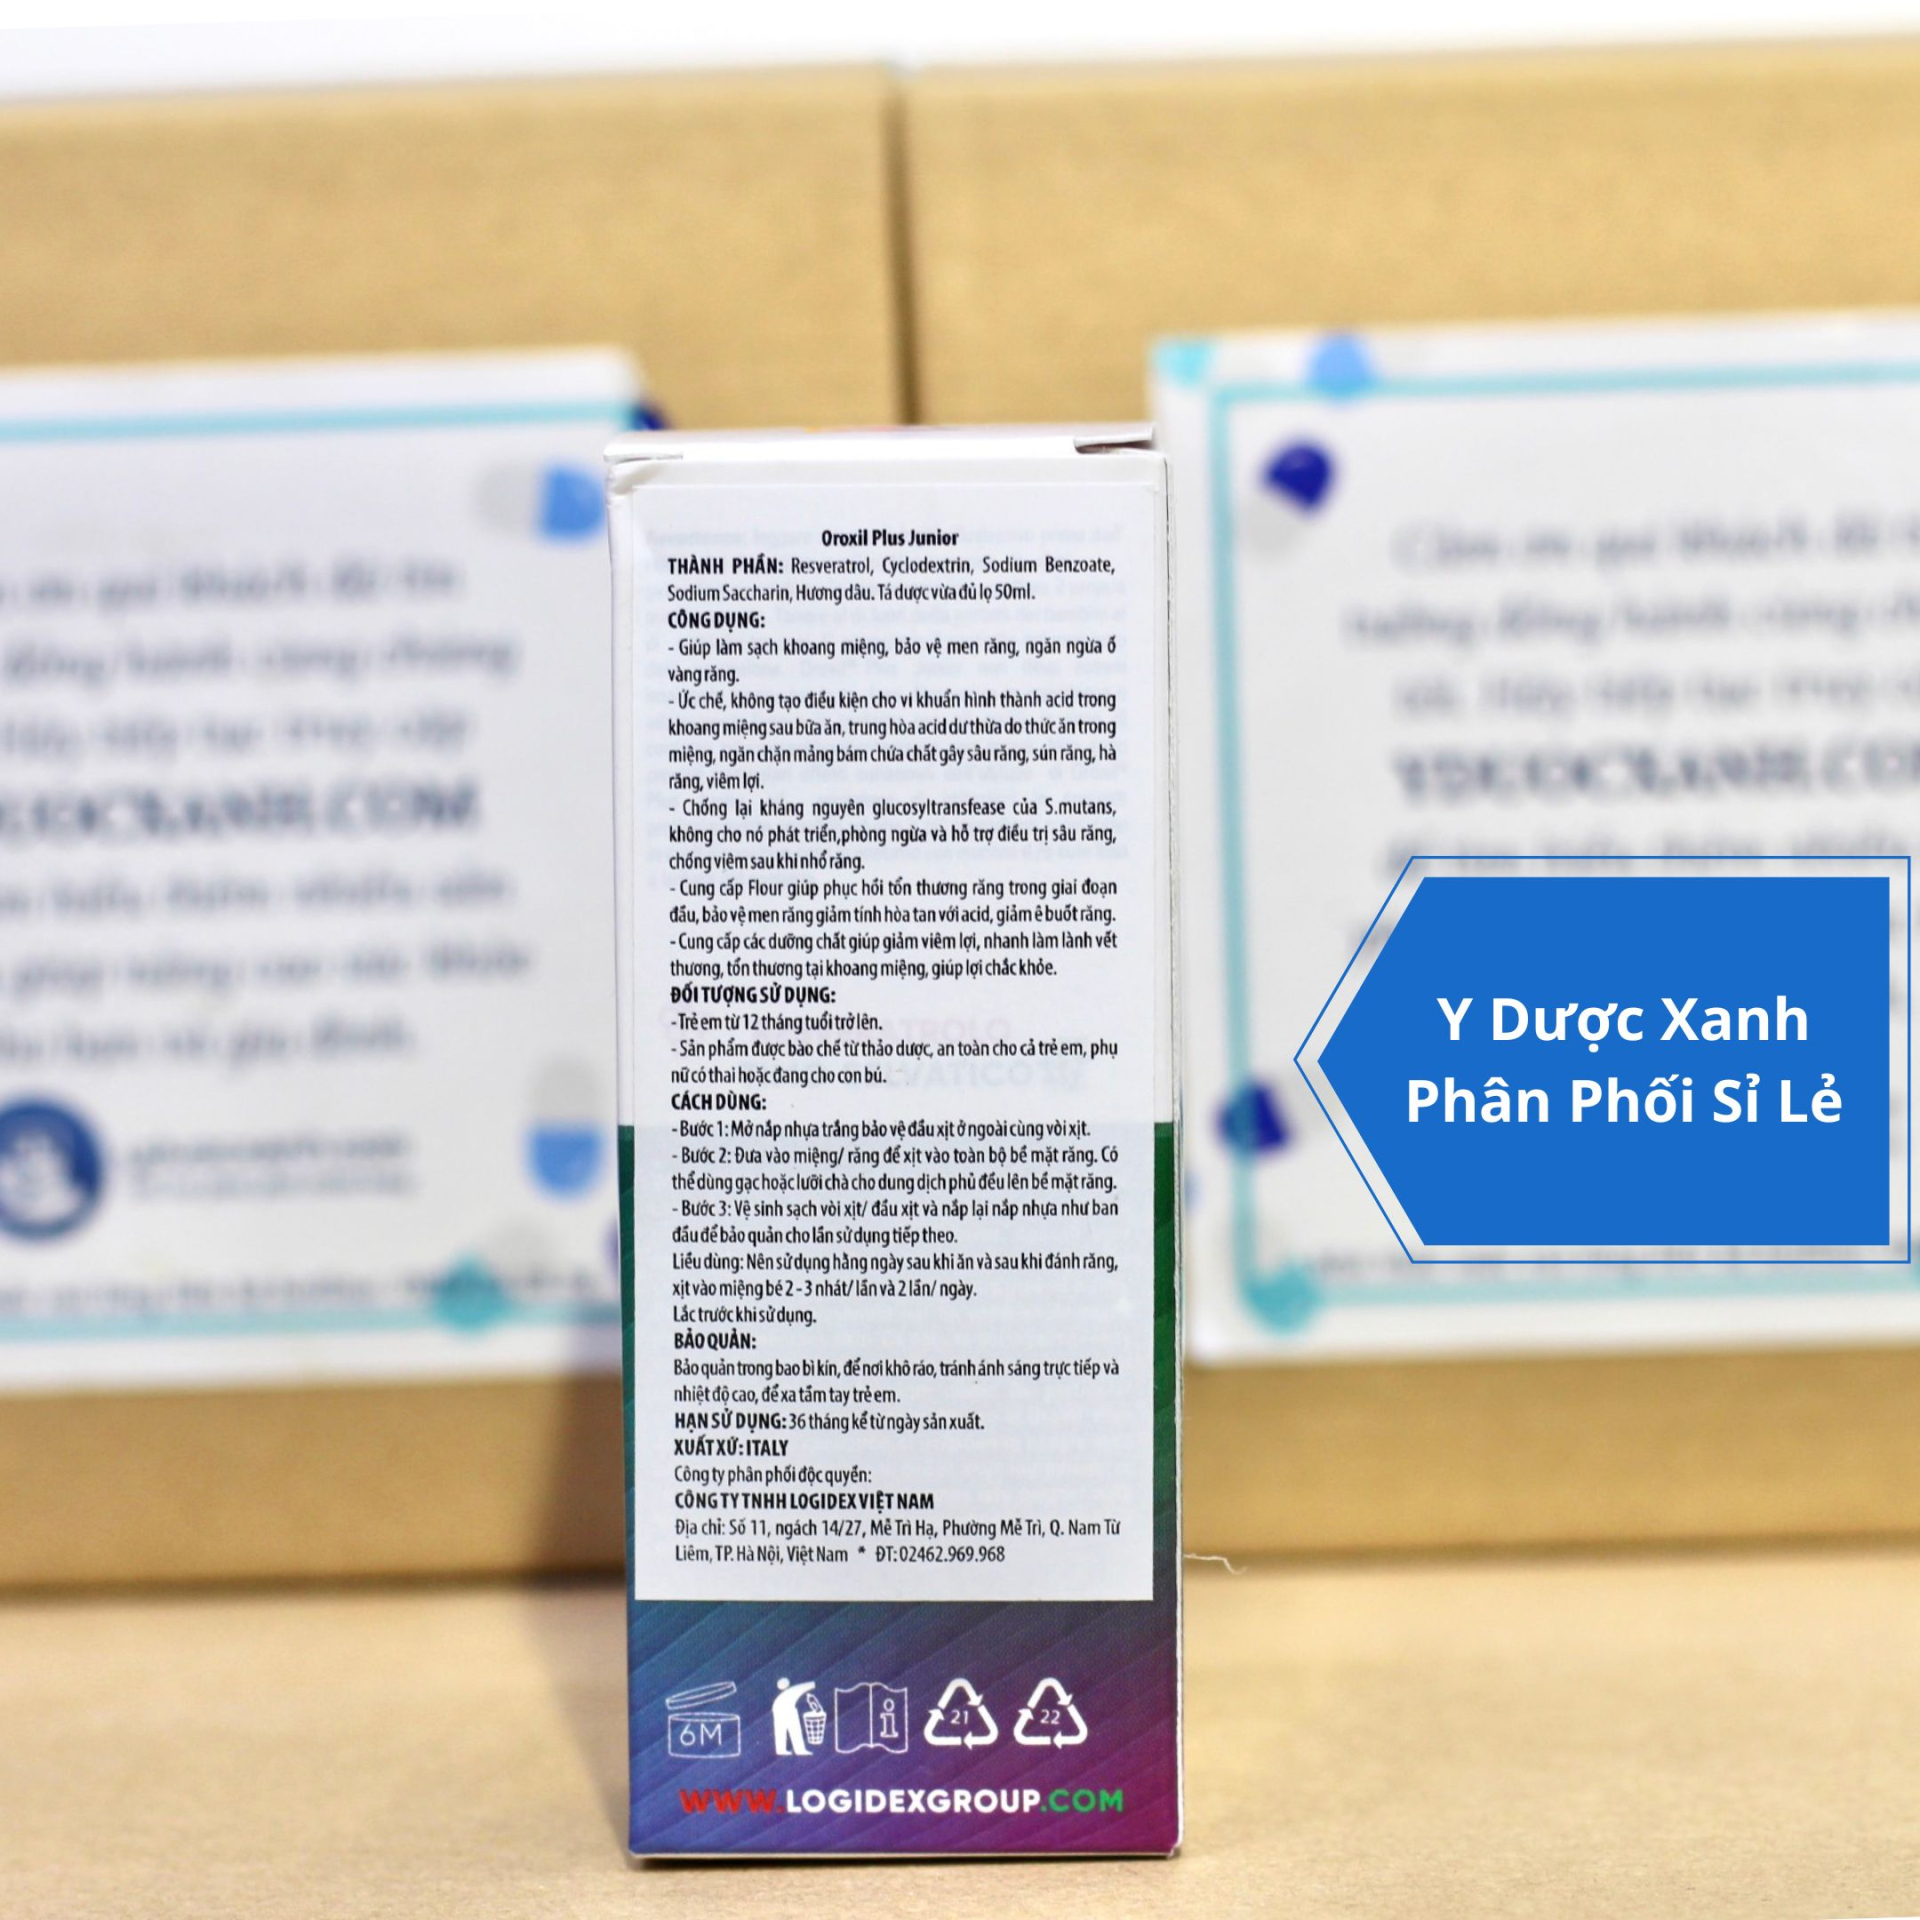 Oroxil Plus Junior
THÀNH PHẦN: Resveratrol, Cyclodextrin, Sodium Benzoate,
Sodium Saccharin, Hương dâu. Tá dược vừa đủ lọ 50ml.
CÔNG DỤNG:
- Giúp làm sạch khoang miệng, bảo vệ men răng, ngăn ngừa ố
vàng răng.
- Ức chế, không tạo điều kiện cho vi khuẩn hình thành acid trong
khoang miệng sau bữa ăn, trung hòa acid dư thừa do thức ăn trong
miệng, ngăn chặn mảng bám chứa chất gây sâu răng, sún răng, hà
răng, viêm lợi.
- Chống lại kháng nguyên glucosyltransfease của S.mutans,
không cho nó phát triển,phòng ngừa và hỗ trợ điều trị sâu răng,
chống viêm sau khi nhổ răng.
- Cung cấp Flour giúp phục hồi tổn thương răng trong giai đoạn
đầu, bảo vệ men răng giảm tính hòa tan với acid, giảm ê buốt răng.
- Cung cấp các dưỡng chất giúp giảm viêm lợi, nhanh làm lành vết
thương, tổn thương tại khoang miệng, giúp lợi chắc khỏe.
ĐỐI TƯỢNG SỬ DỤNG:
- Trẻ em từ 12 tháng tuổi trở lên.
- Sản phẩm được bào chế từ thảo dược, an toàn cho cả trẻ em, phụ
nữ có thai hoặc đang cho con bú.
CÁCH DÙNG:
- Bước 1: Mở nắp nhựa trắng bảo vệ đầu xịt ở ngoài cùng vòi xịt.
- Bước 2: Đưa vào miệng/ răng để xịt vào toàn bộ bề mặt răng. Có
thể dùng gạc hoặc lưỡi chà cho dung dịch phủ đều lên bề mặt răng.
- Bước 3: Vệ sinh sạch vòi xịt/ đầu xịt và nắp lại nắp nhựa như ban
đầu để bảo quản cho lần sử dụng tiếp theo.
Liều dùng: Nên sử dụng hằng ngày sau khi ăn và sau khi đánh răng,
xịt vào miệng bé 2 - 3 nhát/ lần và 2 lần/ ngày.
Lắc trước khi sử dụng.
BẢO QUẢN:
Bảo quản trong bao bì kín, để nơi khô ráo, tránh ánh sáng trực tiếp và
nhiệt độ cao, để xa tầm tay trẻ em.
HẠN SỬ DỤNG: 36 tháng kể từ ngày sản xuất.
XUẤT XỨ: ITALY
Công ty phân phối độc quyền:
CÔNG TY TNHH LOGIDEX VIỆT NAM
Địa chỉ: Số 11, ngách 14/27, Mễ Trì Hạ, Phường Mễ Trì, Q. Nam Từ
Liêm, TP. Hà Nội, Việt Nam * ĐT: 02462.969.968
6M
21
22
WWW.LOGIDEXGROUP.COM
Y Dược Xanh
Phân Phối Sỉ Lẻ